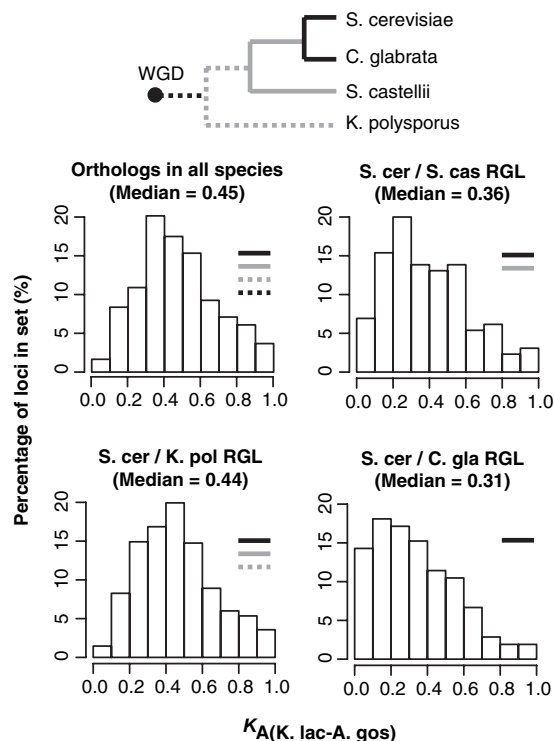 S. cerevisiae
WGD
C. glabrata
S. castellii
K. polysporus
Orthologs in all species
(Median = 0.45)
S. cer / S. cas RGL
(Median = 0.36)
Percentage of loci in set (%)
20
15
10
5
0
0.0 0.2 0.4 0.6 0.8 1.0
20
15
10
5
0
0.0 0.2 0.4 0.6 0.8 1.0
S. cer / K. pol RGL
(Median = 0.44)
S. cer / C. gla RGL
(Median = 0.31)
20
15
10
5
0
0.0 0.2 0.4 0.6 0.8 1.0
20
15
10
5
0
0.0 0.2 0.4 0.6 0.8 1.0
KA(K. lac-A. gos)